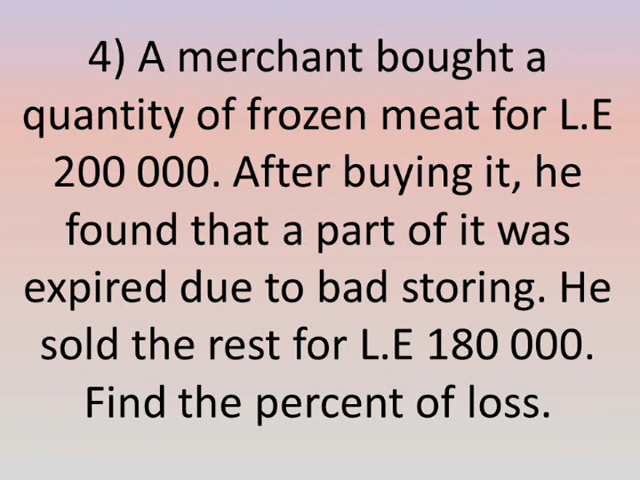 4) A merchant bought a
quantity of frozen meat for L.E
200 000. After buying it, he
found that a part of it was
expired due to bad storing. He
sold the rest for L.E 180 000.
Find the percent of loss.